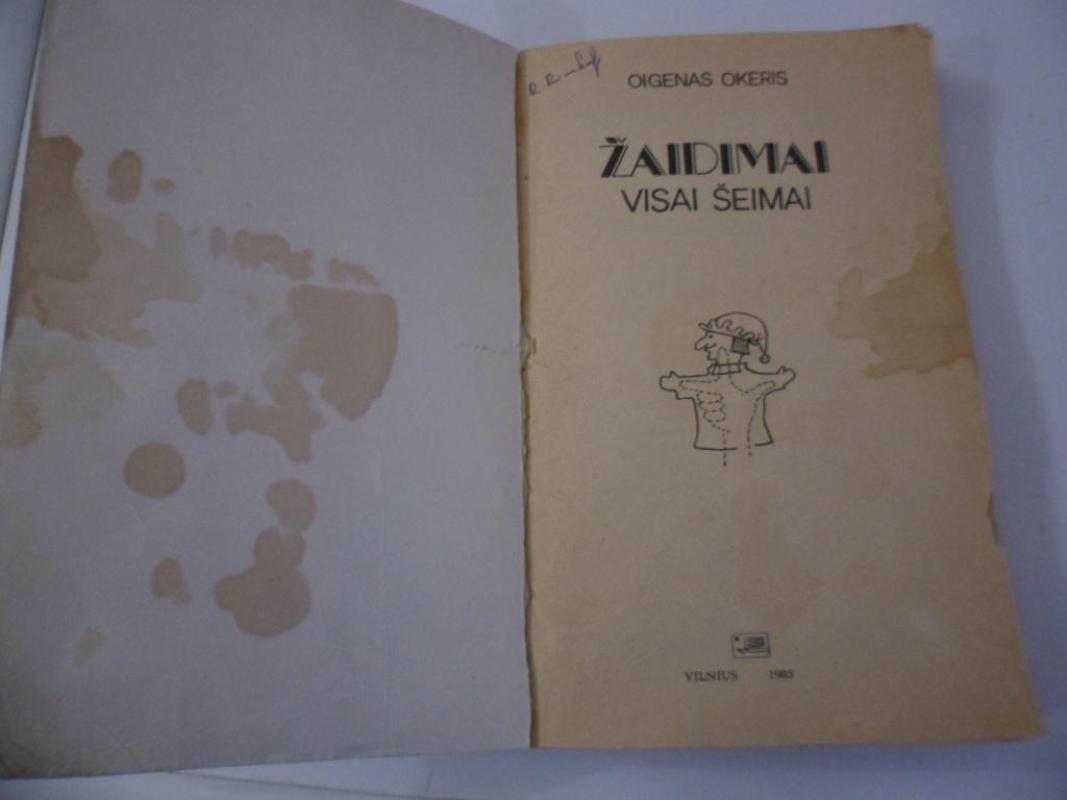 OIGENAS OKERIS
ŽAIDIMAI
VISAI ŠEIMAI
VILNIUS 1985